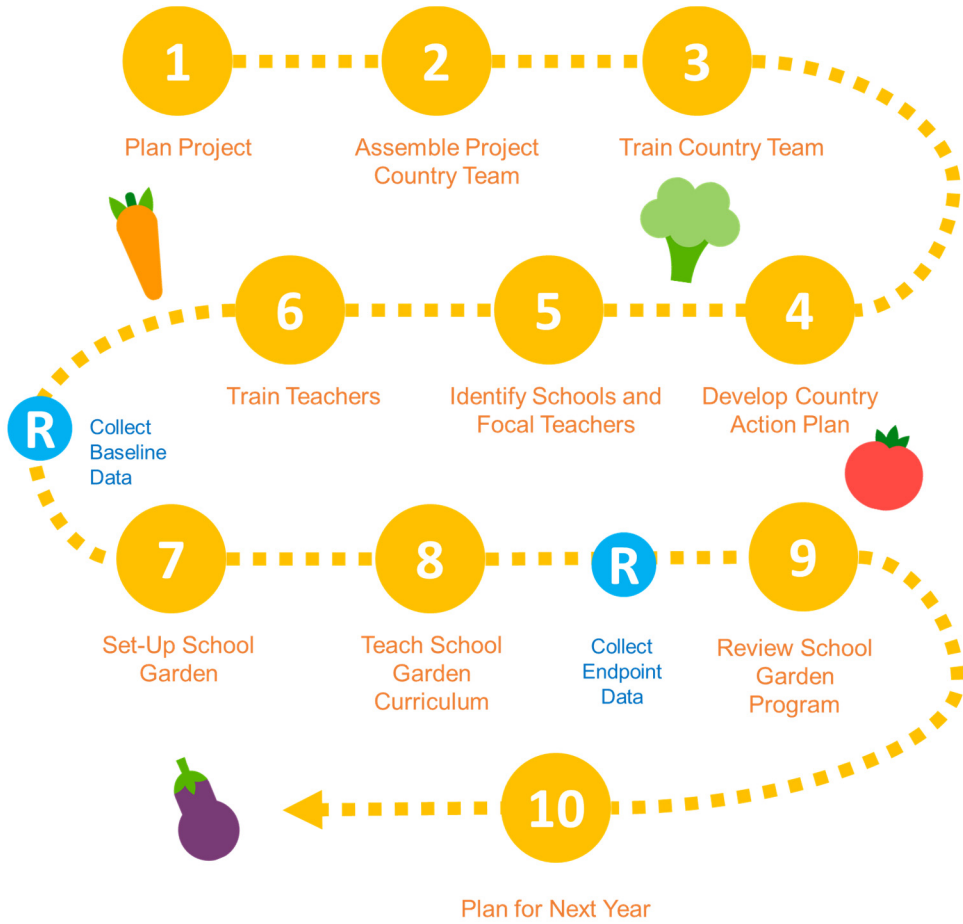 1
2
3
Plan Project
Assemble Project
Country Team
Train Country Team
6
5
4
Train Teachers
Identify Schools and
Focal Teachers
Develop Country
Action Plan
R
Collect
Baseline
Data
7
8
R
9
Set-Up School
Garden
Teach School
Garden
Curriculum
Collect
Endpoint
Data
Review School
Garden
Program
10
Plan for Next Year